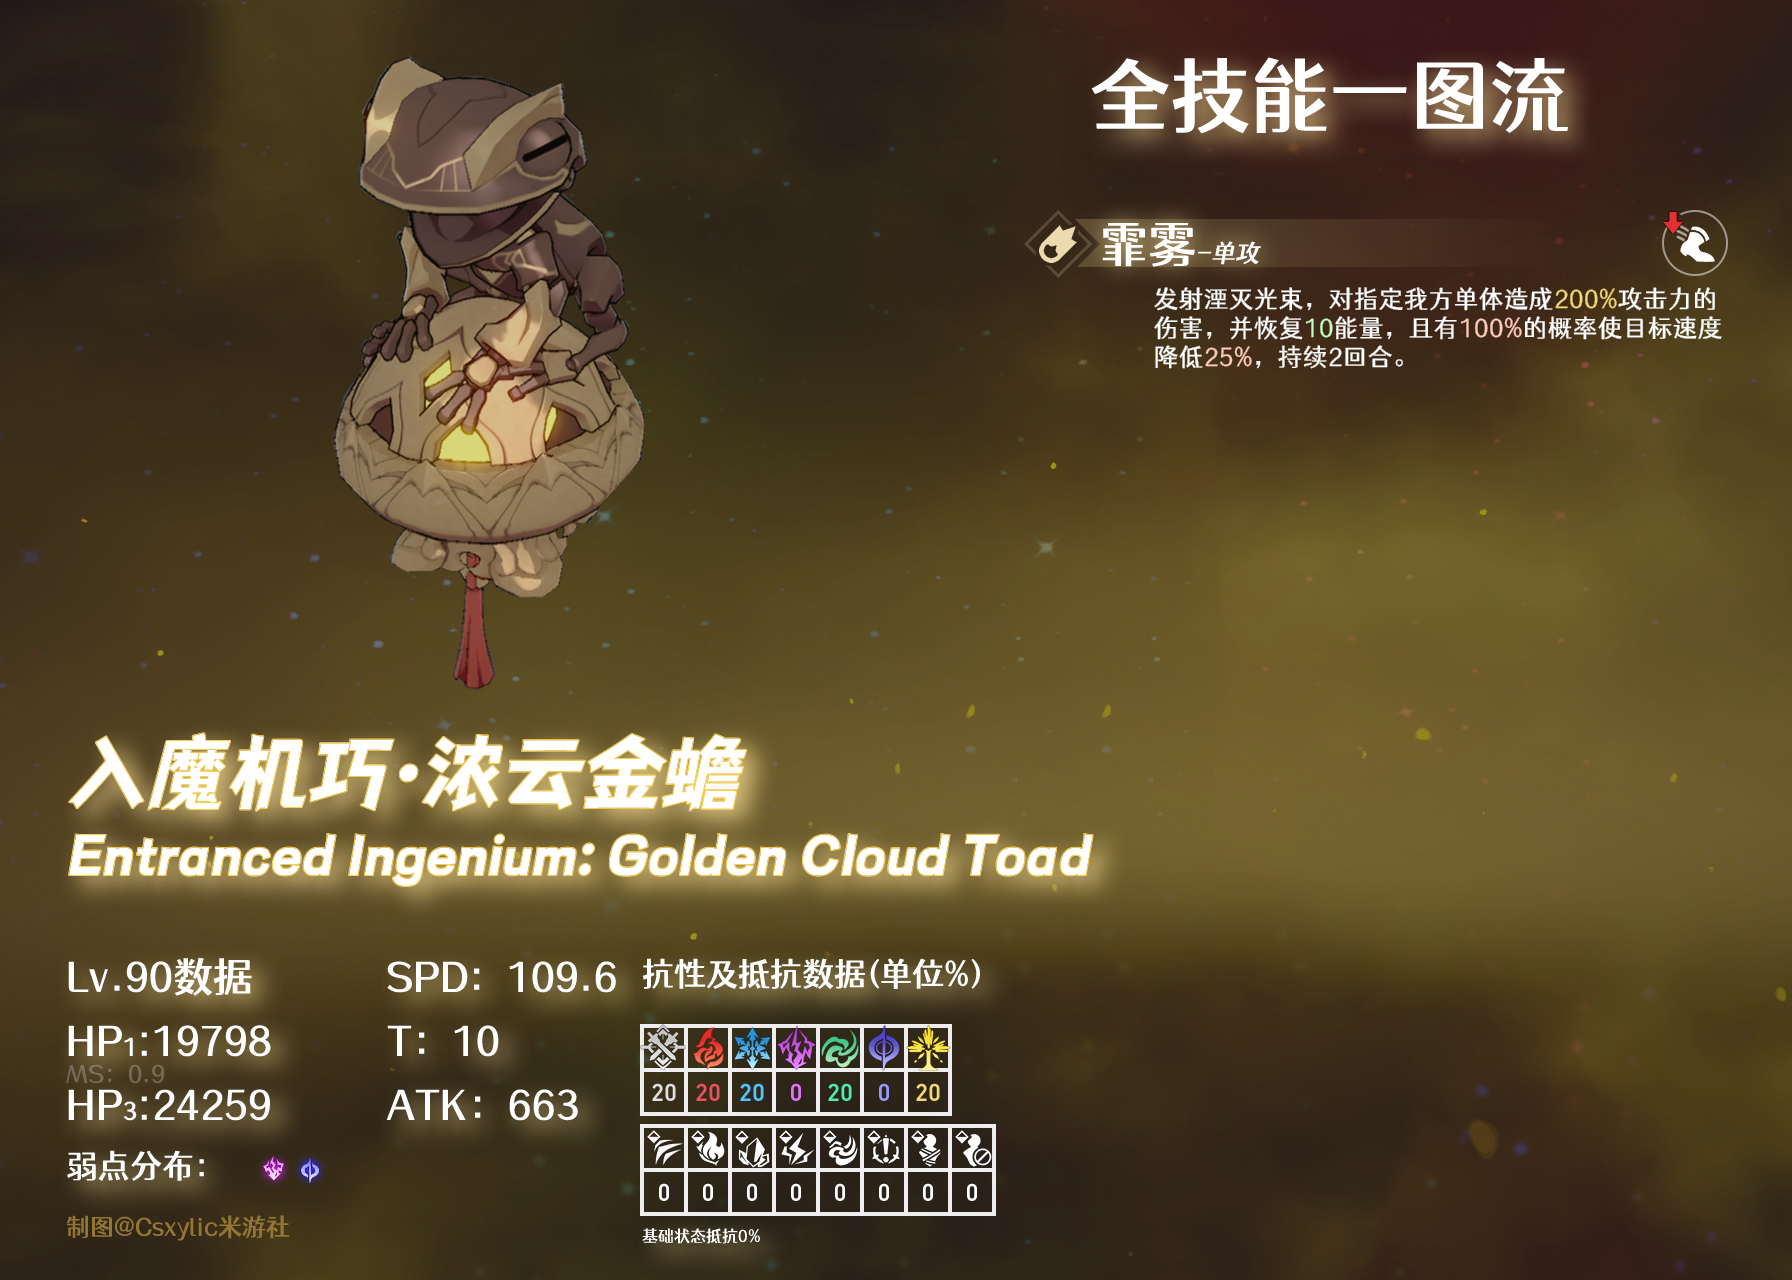 全技能一图流
霏雾-单攻
发射湮灭光束，对指定我方单体造成200%攻击力的
伤害，并恢复10能量，且有100%的概率使目标速度
降低25%，持续2回合。
入魔机巧·浓云金蟾
Entranced Ingenium: Golden Cloud Toad
Lv.90数据
SPD: 109.6
HP1:19798
T: 10
MS: 0.9
HP3:24259
ATK: 663
弱点分布:
制图@Csxylic米游社
抗性及抵抗数据(单位%)
20 20 20 0 20 0 20
0 0 0 0 0 0 0 0
基础状态抵抗0%